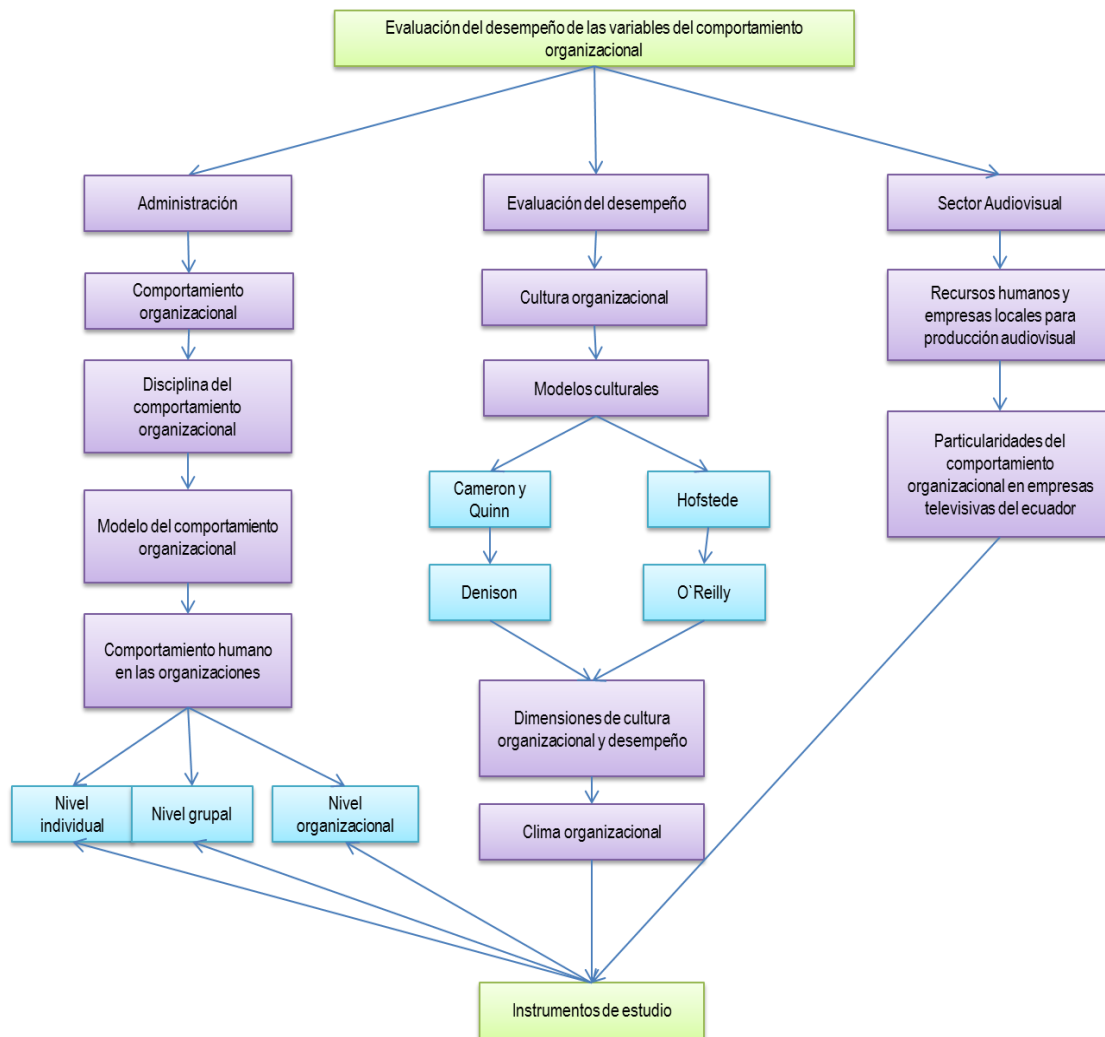 Evaluación del desempeño de las variables del comportamiento
organizacional
Administración
Evaluación del desempeño
Sector Audiovisual
Comportamiento
organizacional
Cultura organizacional
Recursos humanos y
empresas locales para
producción audiovisual
Disciplina del
comportamiento
organizacional
Modelos culturales
Particularidades del
comportamiento
organizacional en empresas
televisivas del ecuador
Cameron y
Quinn
Hofstede
Modelo del comportamiento
organizacional
Denison
O`Reilly
Comportamiento humano
en las organizaciones
Dimensiones de cultura
organizacional y desempeño
Nivel
individual
Nivel grupal
Nivel
organizacional
Clima organizacional
Instrumentos de estudio